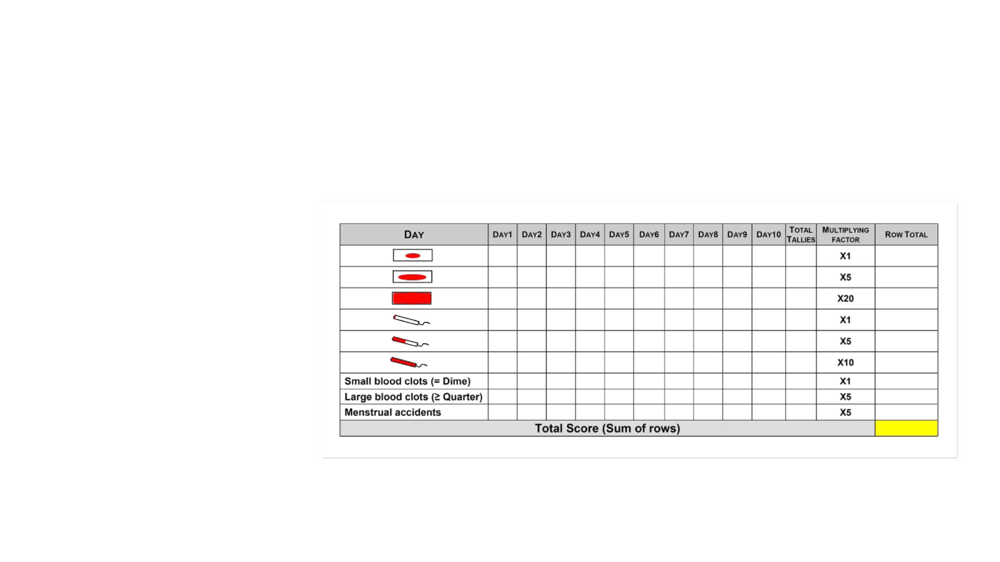 DAY DAY1 DAY2 DAY3 DAY4 DAY5 DAY6 DAY7 DAY8 DAY9 DAY10 TOTAL TALLIES MULTIPLYING FACTOR ROW TOTAL
X1
X5
X20
X1
X5
X10
Small blood clots (= Dime) X1
Large blood clots (≥ Quarter) X5
Menstrual accidents X5
Total Score (Sum of rows)